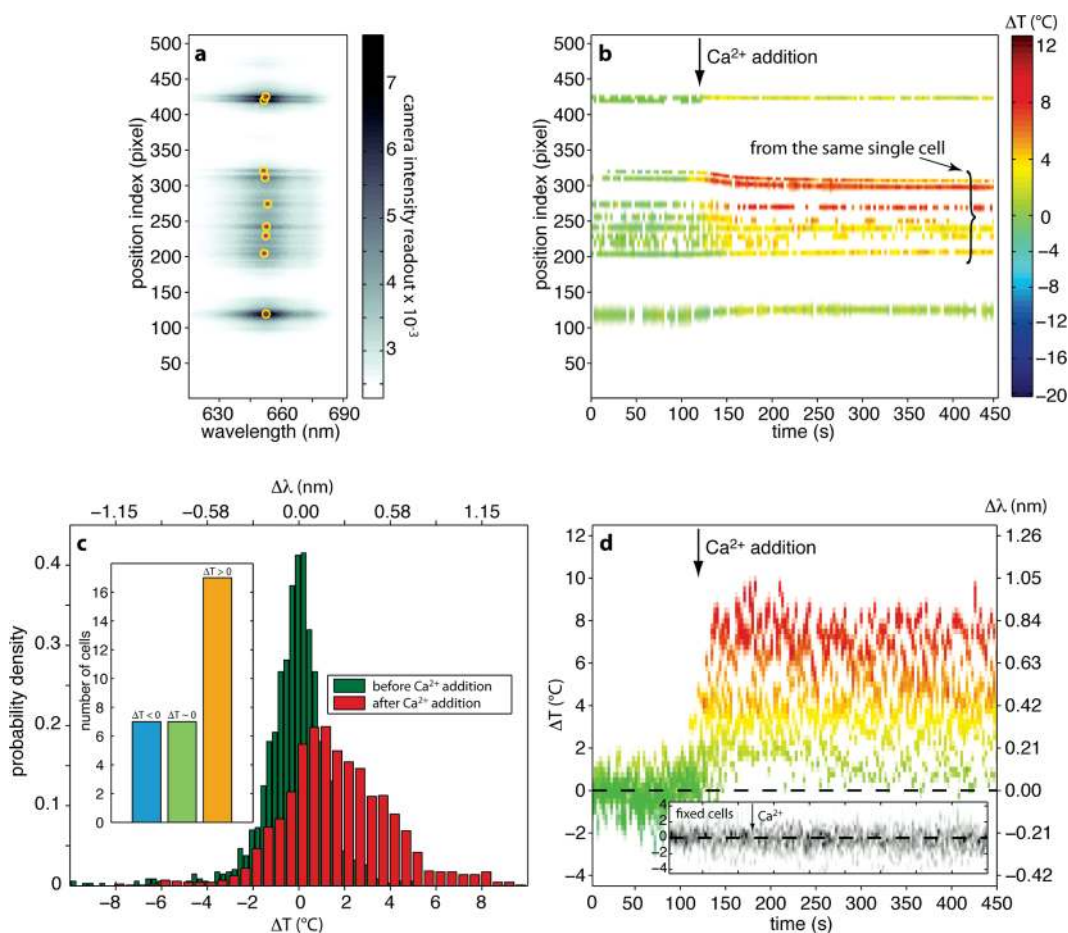 a
position index (pixel)
500
450
400
350
300
250
200
150
100
50
630 660 690
wavelength (nm)
7
6
5
4
3
camera intensity readout x 10⁻³
b
Ca²⁺ addition
from the same single cell
position index (pixel)
500
450
400
350
300
250
200
150
100
50
0 50 100 150 200 250 300 350 400 450
time (s)
ΔT (°C)
12
8
4
0
−4
−8
−12
−16
−20
Δλ (nm)
−1.15 −0.58 0.00 0.58 1.15
c
probability density
0.4
0.3
0.2
0.1
0
number of cells
16
14
12
10
8
6
4
2
0
ΔT < 0
ΔT ~ 0
ΔT > 0
before Ca²⁺ addition
after Ca²⁺ addition
−8 −6 −4 −2 0 2 4 6 8
ΔT (°C)
d
Ca²⁺ addition
ΔT (°C)
12
10
8
6
4
2
0
−2
−4
Δλ (nm)
1.26
1.05
0.84
0.63
0.42
0.21
0.00
−0.21
−0.42
fixed cells
Ca²⁺
4
2
0
−2
−4
0 50 100 150 200 250 300 350 400 450
time (s)